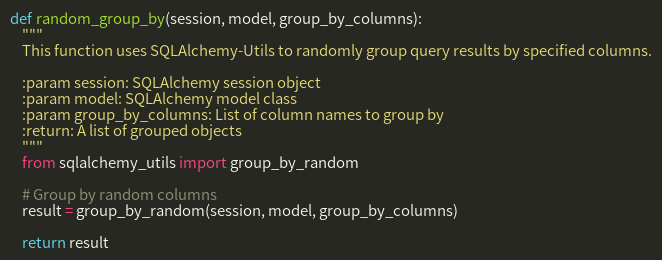 def random_group_by(session, model, group_by_columns):
    """
    This function uses SQLAlchemy-Utils to randomly group query results by specified columns.

    :param session: SQLAlchemy session object
    :param model: SQLAlchemy model class
    :param group_by_columns: List of column names to group by
    :return: A list of grouped objects
    """
    from sqlalchemy_utils import group_by_random

    # Group by random columns
    result = group_by_random(session, model, group_by_columns)

    return result